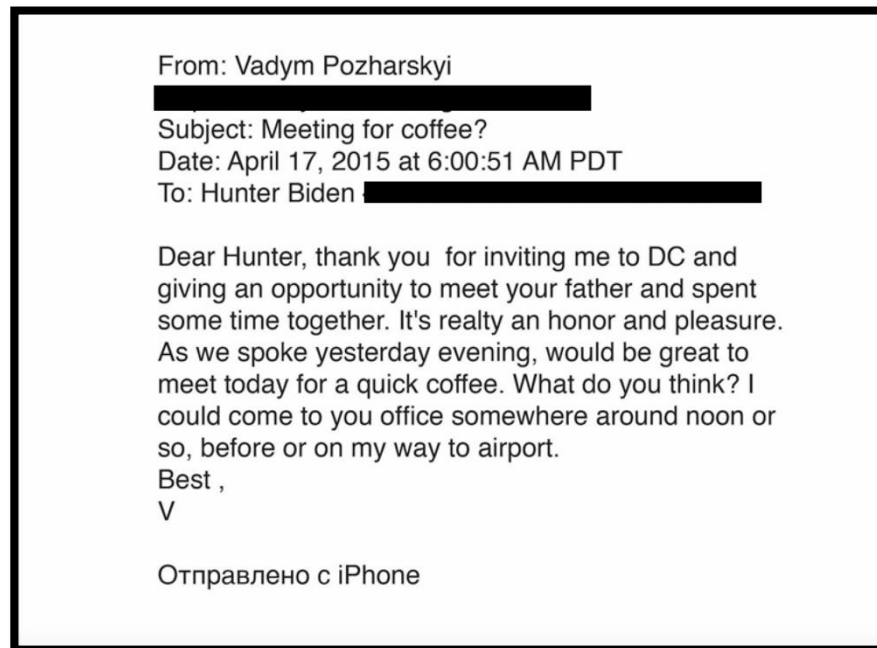 From: Vadym Pozharskyi
Subject: Meeting for coffee?
Date: April 17, 2015 at 6:00:51 AM PDT
To: Hunter Biden
Dear Hunter, thank you  for inviting me to DC and
giving an opportunity to meet your father and spent
some time together. It's realty an honor and pleasure.
As we spoke yesterday evening, would be great to
meet today for a quick coffee. What do you think? I
could come to you office somewhere around noon or
so, before or on my way to airport.
Best ,
V
Отправлено с iPhone